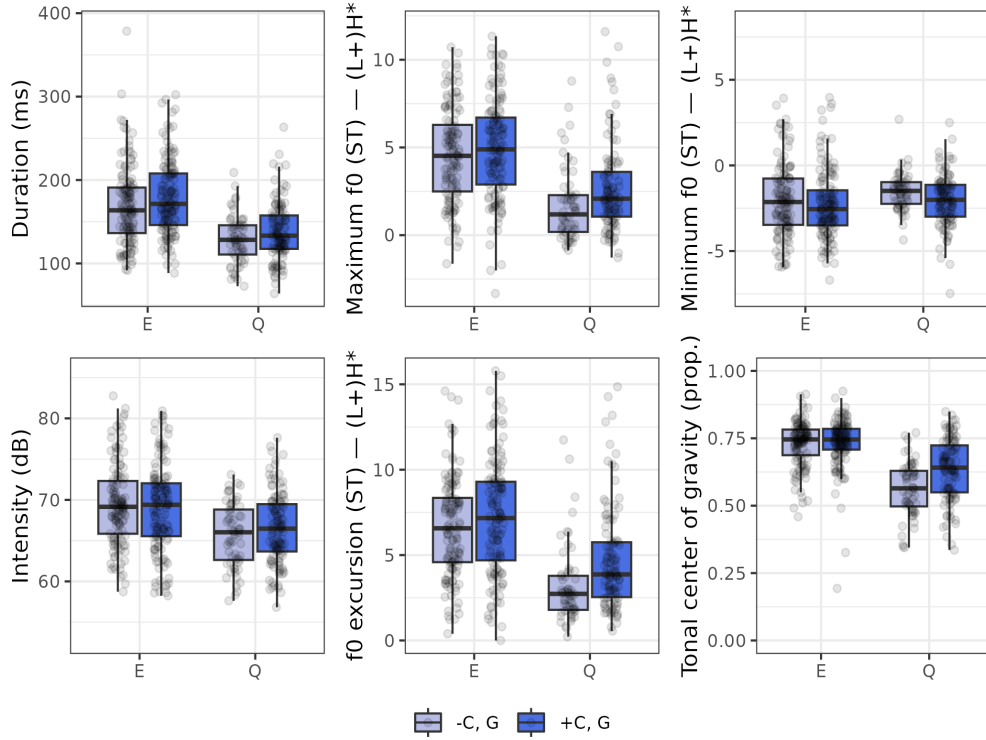 Duration (ms)
400
300
200
100
E
Q
Maximum f0 (ST) — (L+)H*
10
5
0
E
Q
Minimum f0 (ST) — (L+)H*
5
0
-5
E
Q
Intensity (dB)
80
70
60
E
Q
f0 excursion (ST) — (L+)H*
15
10
5
0
E
Q
Tonal center of gravity (prop.)
1.00
0.75
0.50
0.25
0.00
E
Q
-C, G
+C, G